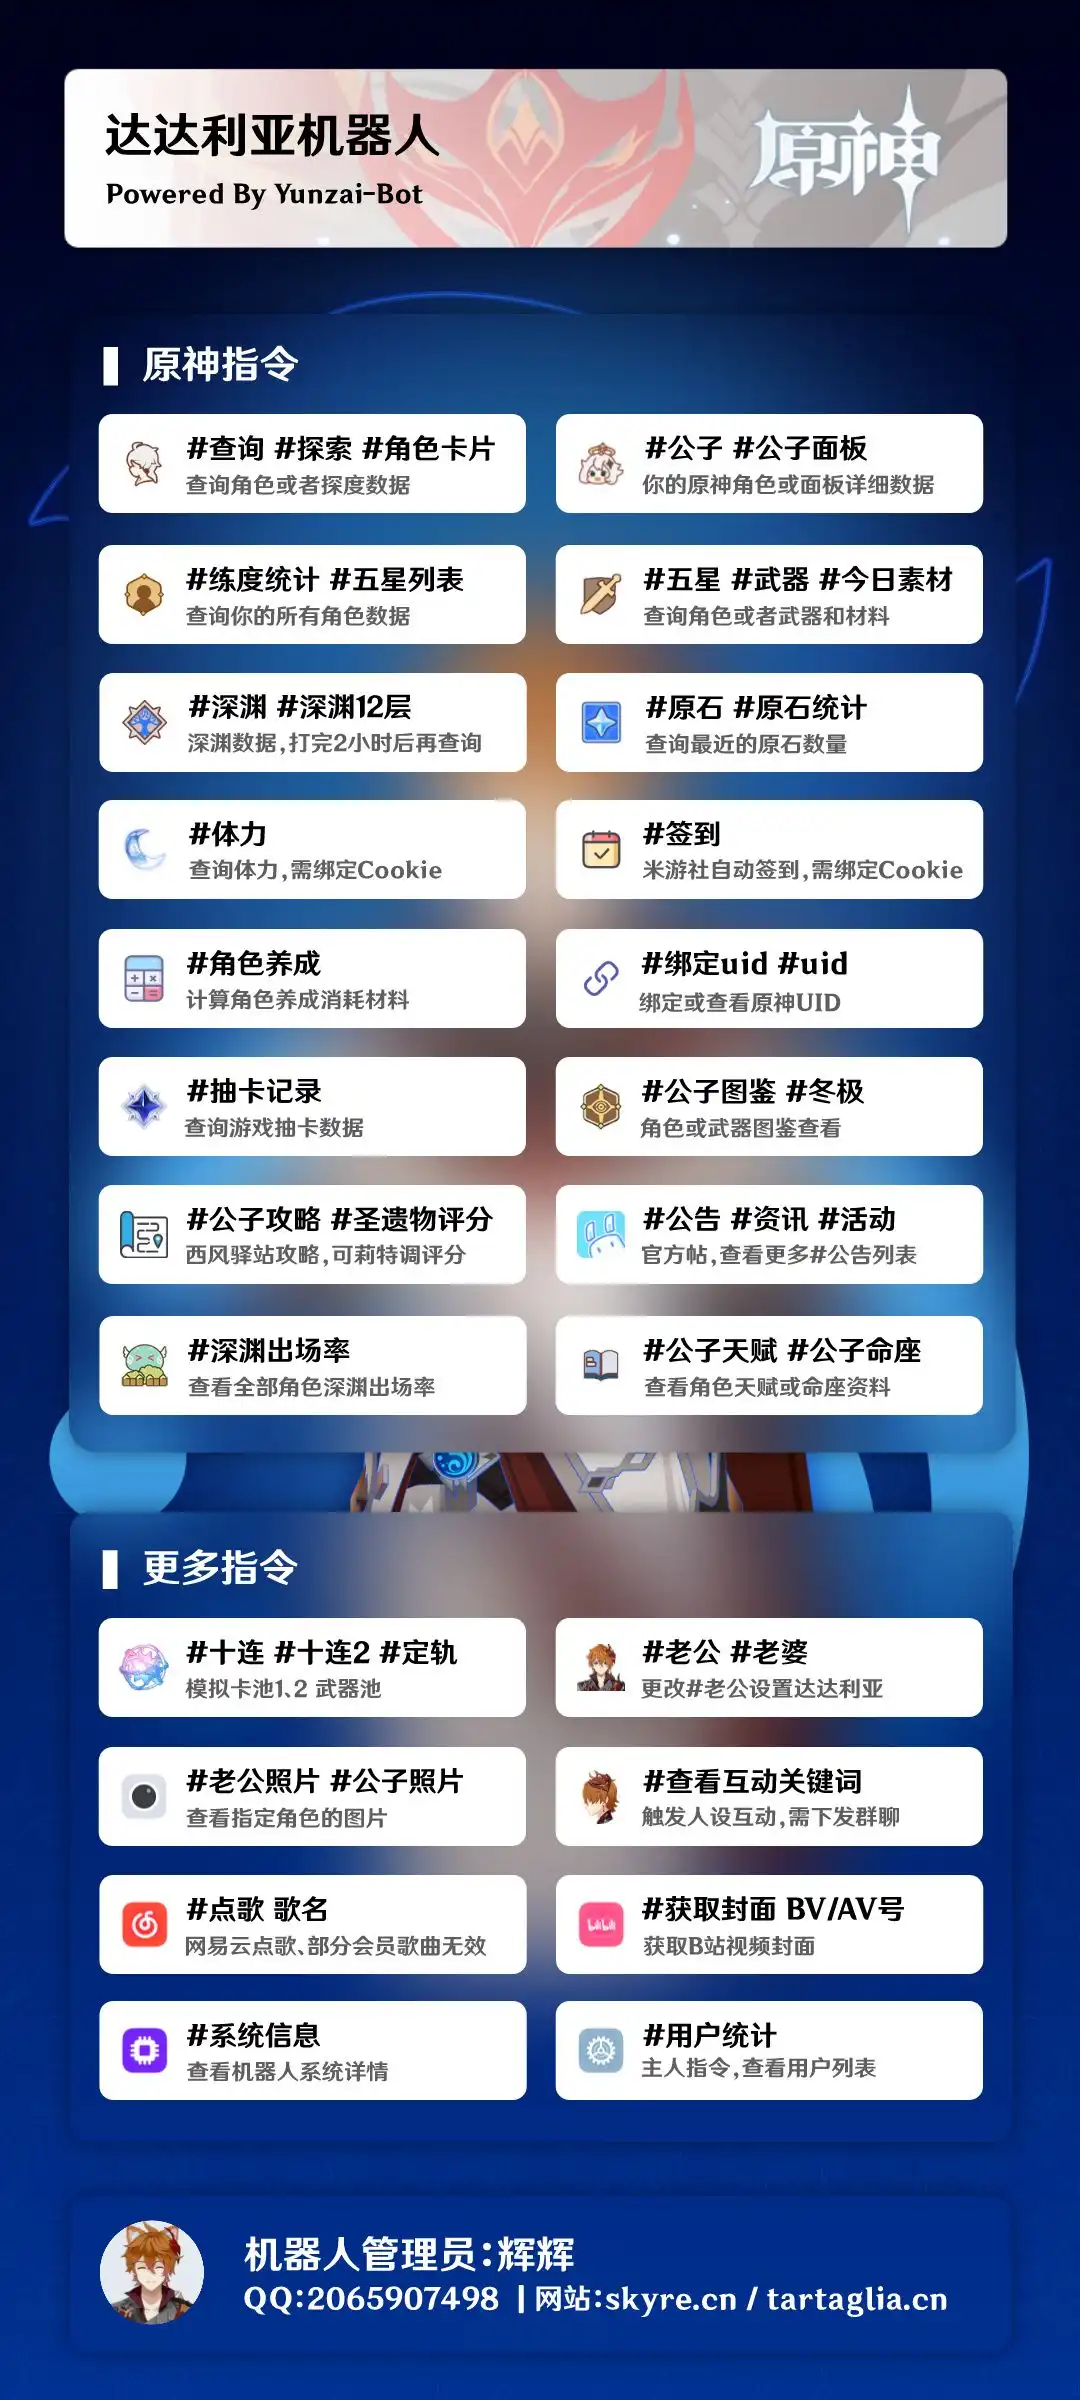 达达利亚机器人
Powered By Yunzai-Bot
原神
原神指令
#查询 #探索 #角色卡片
查询角色或者探度数据
#公子 #公子面板
你的原神角色或面板详细数据
#练度统计 #五星列表
查询你的所有角色数据
#五星 #武器 #今日素材
查询角色或者武器和材料
#深渊 #深渊12层
深渊数据,打完2小时后再查询
#原石 #原石统计
查询最近的原石数量
#体力
查询体力,需绑定Cookie
#签到
米游社自动签到,需绑定Cookie
#角色养成
计算角色养成消耗材料
#绑定uid #uid
绑定或查看原神UID
#抽卡记录
查询游戏抽卡数据
#公子图鉴 #冬极
角色或武器图鉴查看
#公子攻略 #圣遗物评分
西风驿站攻略,可莉特调评分
#公告 #资讯 #活动
官方帖,查看更多#公告列表
#深渊出场率
查看全部角色深渊出场率
#公子天赋 #公子命座
查看角色天赋或命座资料
更多指令
#十连 #十连2 #定轨
模拟卡池1、2 武器池
#老公 #老婆
更改#老公设置达达利亚
#老公照片 #公子照片
查看指定角色的图片
#查看互动关键词
触发人设互动,需下发群聊
#点歌 歌名
网易云点歌、部分会员歌曲无效
#获取封面 BV/AV号
获取B站视频封面
#系统信息
查看机器人系统详情
#用户统计
主人指令,查看用户列表
机器人管理员:辉辉
QQ:2065907498 | 网站:skyre.cn / tartaglia.cn